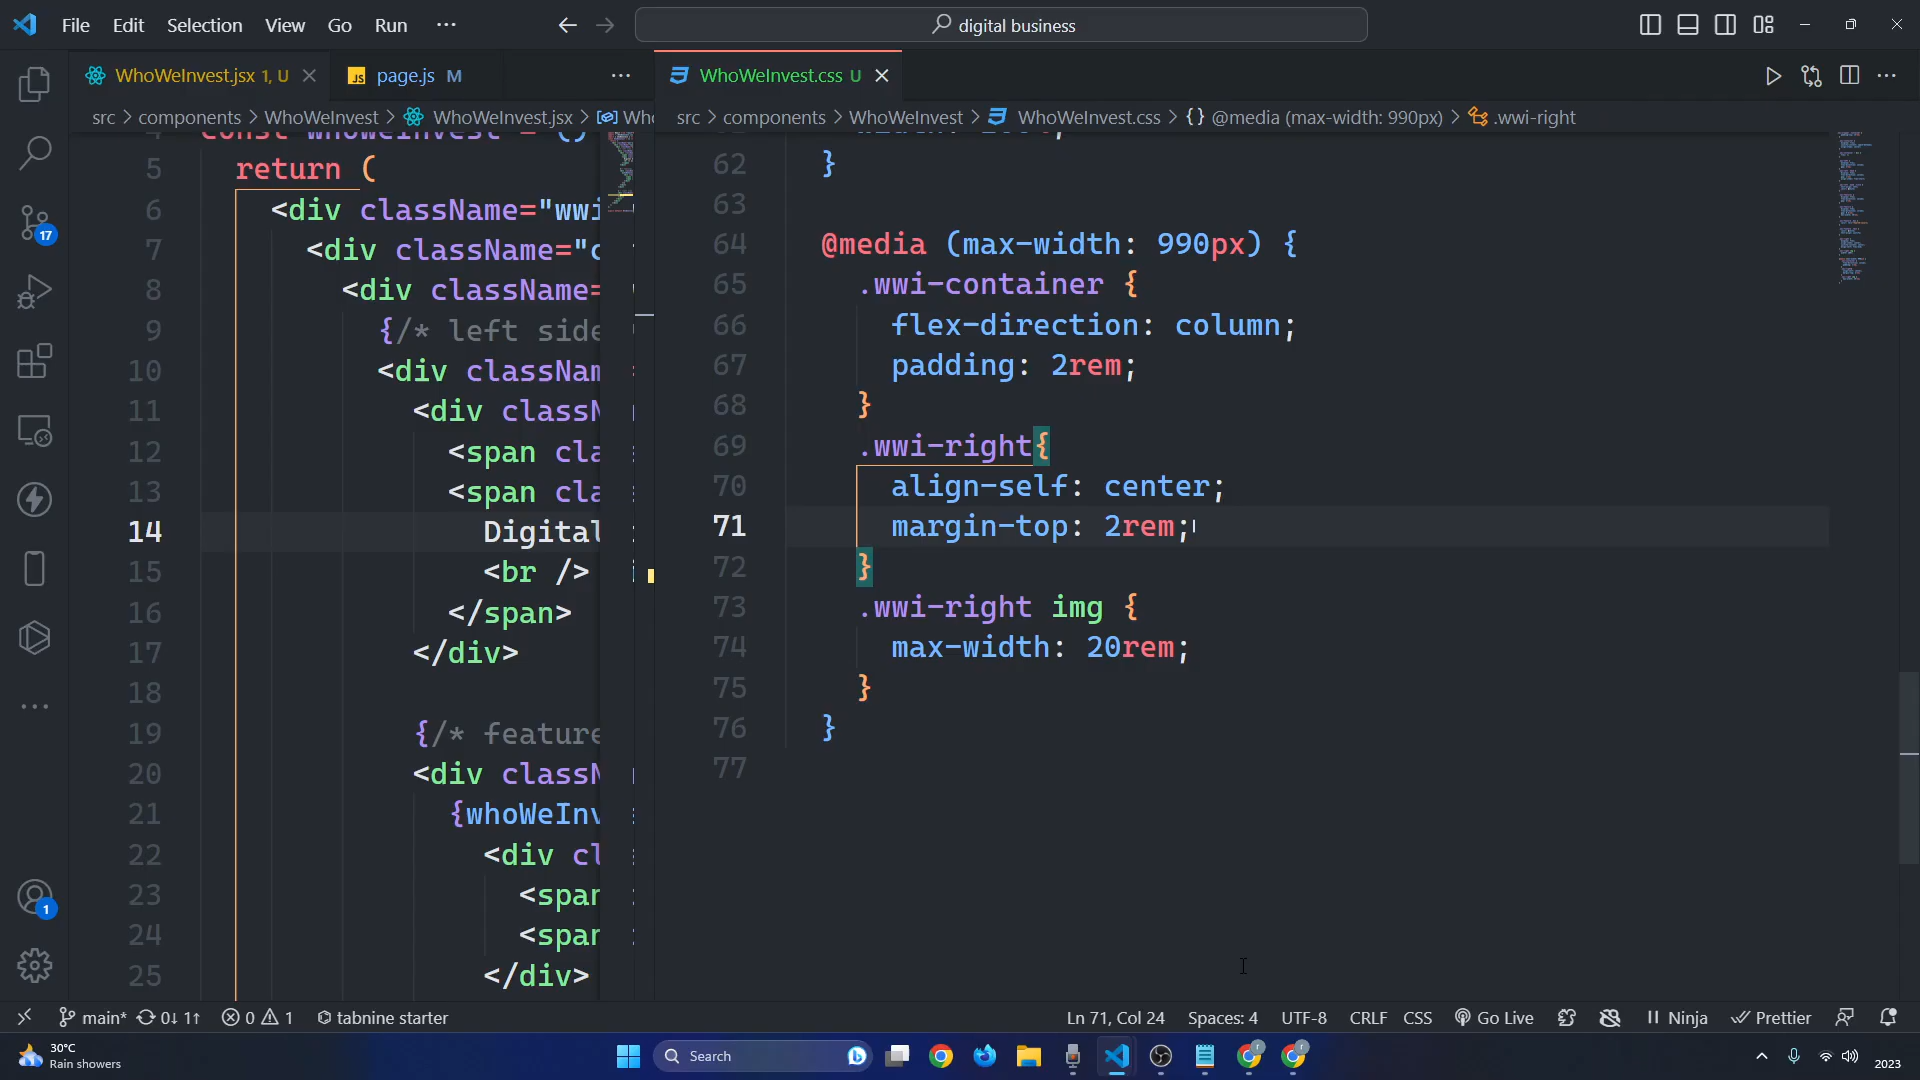 File Edit Selection View Go Run ...
digital business
WhoWeInvest.jsx 1, U
JS page.js M
...
WhoWeInvest.css U
src > components > WhoWeInvest > WhoWeInvest.jsx >
src > components > WhoWeInvest > WhoWeInvest.css > {} @media (max-width: 990px) > .wwi-right
5 return (
6 <div className="wwi
7 <div className="c
8 <div className=
9 {/* left side
10 <div classNam
11 <div classN
12 <span cla
13 <span cla
14 Digital
15 <br />
16 </span>
17 </div>
18
19 {/* feature
20 <div classN
21 {whoWeInv
22 <div cl
23 <span
24 <span
25 </div>
62 }
63
64 @media (max-width: 990px) {
65 .wwi-container {
66 flex-direction: column;
67 padding: 2rem;
68 }
69 .wwi-right{
70 align-self: center;
71 margin-top: 2rem;
72 }
73 .wwi-right img {
74 max-width: 20rem;
75 }
76 }
77
17
1
main* 0↓ 1↑ 0 1 tabnine starter
Ln 71, Col 24 Spaces: 4 UTF-8 CRLF CSS Go Live Ninja Prettier
30°C
Rain showers
Search
2023